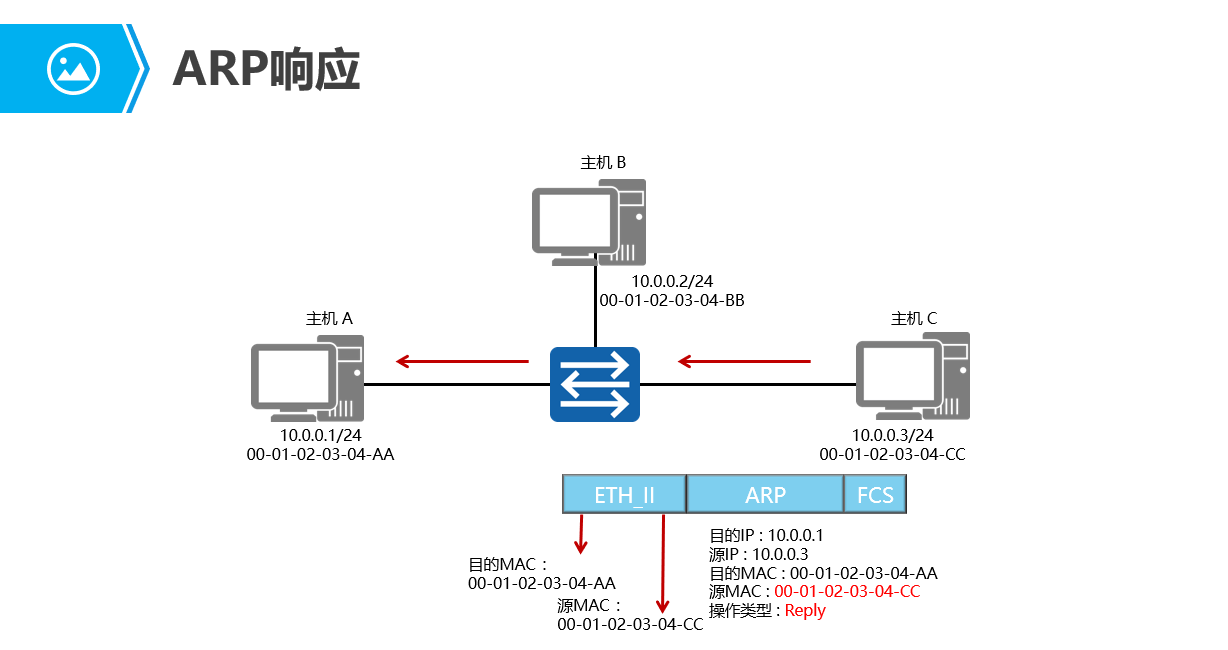 ARP响应
主机 B
10.0.0.2/24
00-01-02-03-04-BB
主机 A
10.0.0.1/24
00-01-02-03-04-AA
主机 C
10.0.0.3/24
00-01-02-03-04-CC
ETH_II ARP FCS
目的MAC：
00-01-02-03-04-AA
源MAC：
00-01-02-03-04-CC
目的IP : 10.0.0.1
源IP : 10.0.0.3
目的MAC : 00-01-02-03-04-AA
源MAC : 00-01-02-03-04-CC
操作类型 : Reply